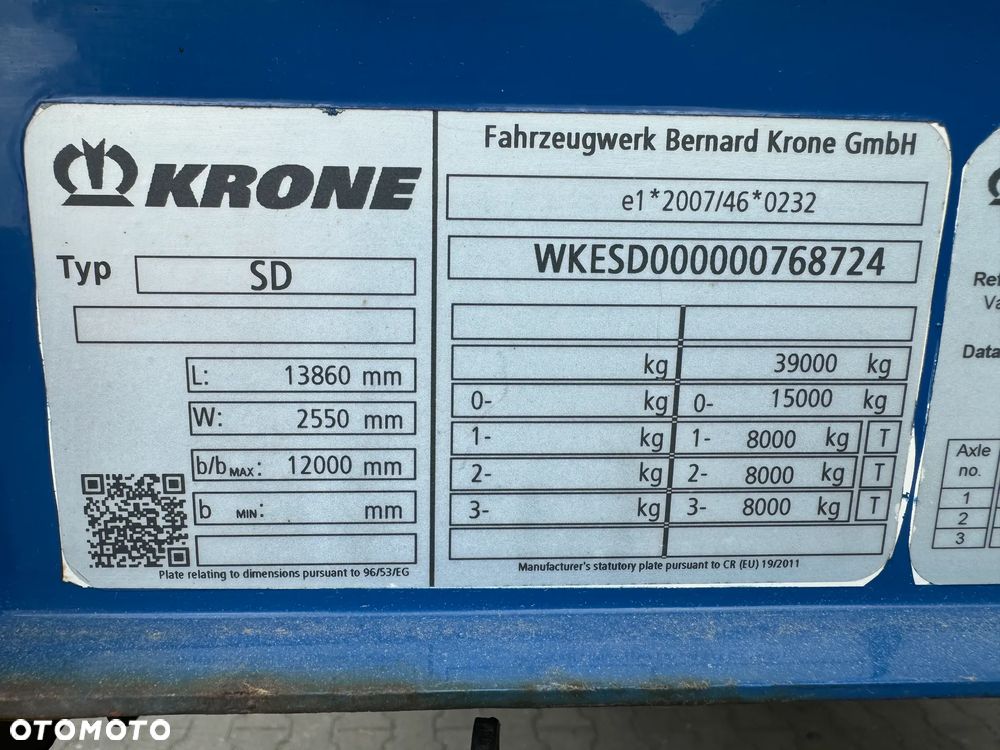 KRONE
Typ SD
L: 13860 mm
W: 2550 mm
b/b MAX: 12000 mm
b MIN: mm
Plate relating to dimensions pursuant to 96/53/EG
Fahrzeugwerk Bernard Krone GmbH
e1*2007/46*0232
WKESD000000768724
kg 39000 kg
0- kg 0- 15000 kg
1- kg 1- 8000 kg T
2- kg 2- 8000 kg T
3- kg 3- 8000 kg T
Manufacturer's statutory plate pursuant to CR (EU) 19/2011
Data
Axle
no.
1
2
3
OTOMOTO